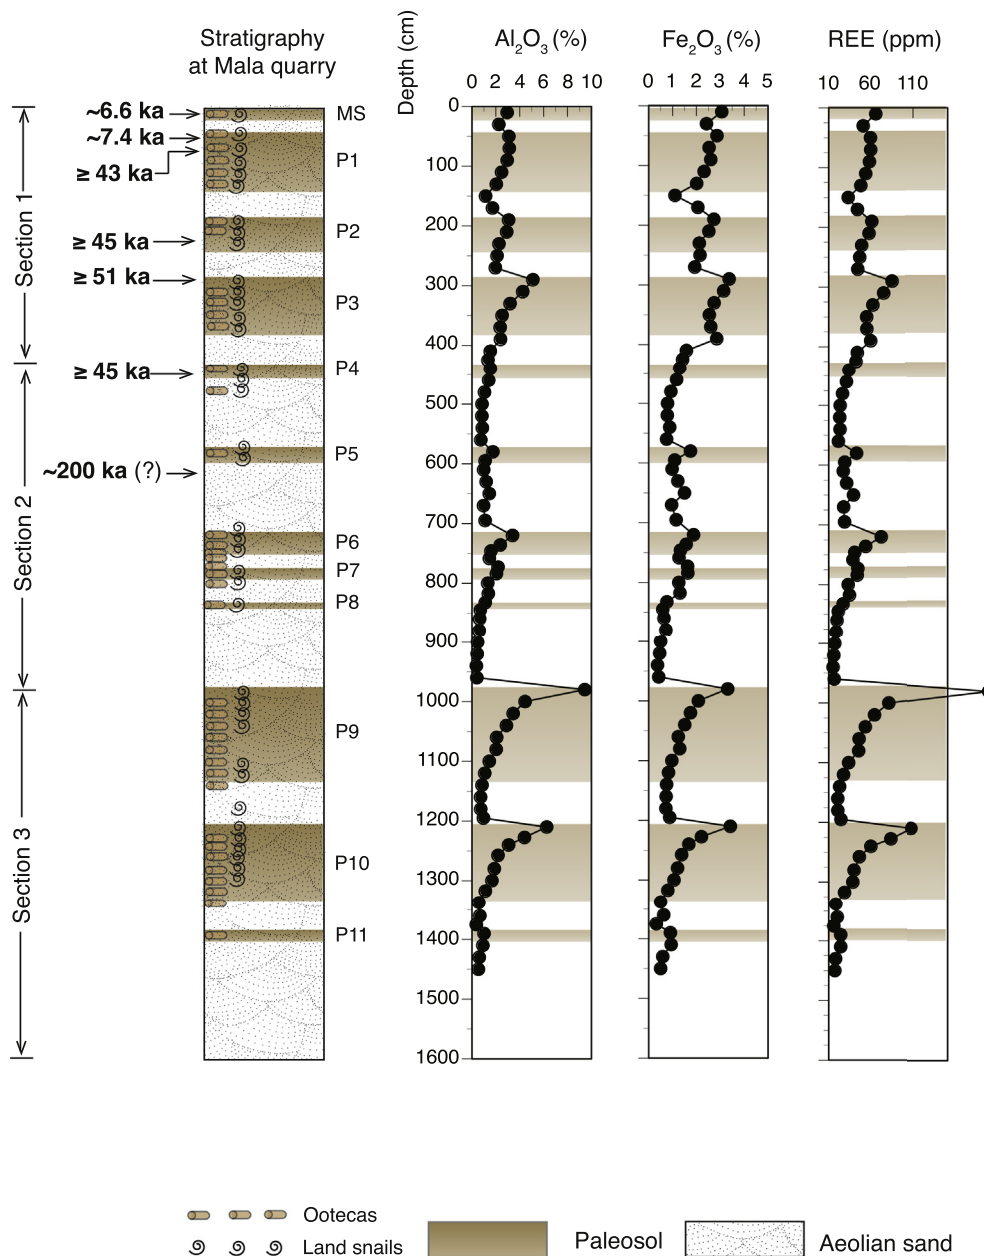 Stratigraphy
at Mala quarry
Depth (cm)
Al2O3 (%)
Fe2O3 (%)
REE (ppm)
0 2 4 6 8 10
0 1 2 3 4 5
10 60 110
0
100
200
300
400
500
600
700
800
900
1000
1100
1200
1300
1400
1500
1600
Section 1
Section 2
Section 3
~6.6 ka
~7.4 ka
≥ 43 ka
≥ 45 ka
≥ 51 ka
≥ 45 ka
~200 ka (?)
MS
P1
P2
P3
P4
P5
P6
P7
P8
P9
P10
P11
Ootecas
Land snails
Paleosol
Aeolian sand